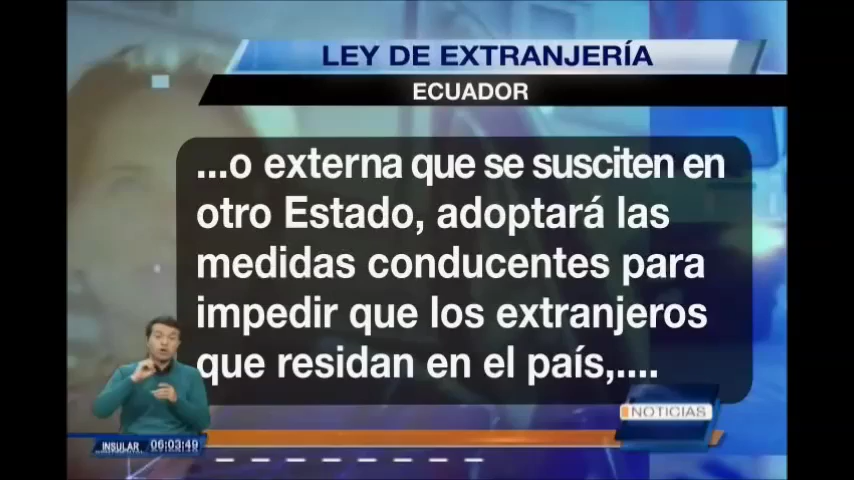 LEY DE EXTRANJERÍA
ECUADOR
...o externa que se susciten en
otro Estado, adoptará las
medidas conducentes para
impedir que los extranjeros
que residan en el país,....
NOTICIAS
INSULAR 06:03:49